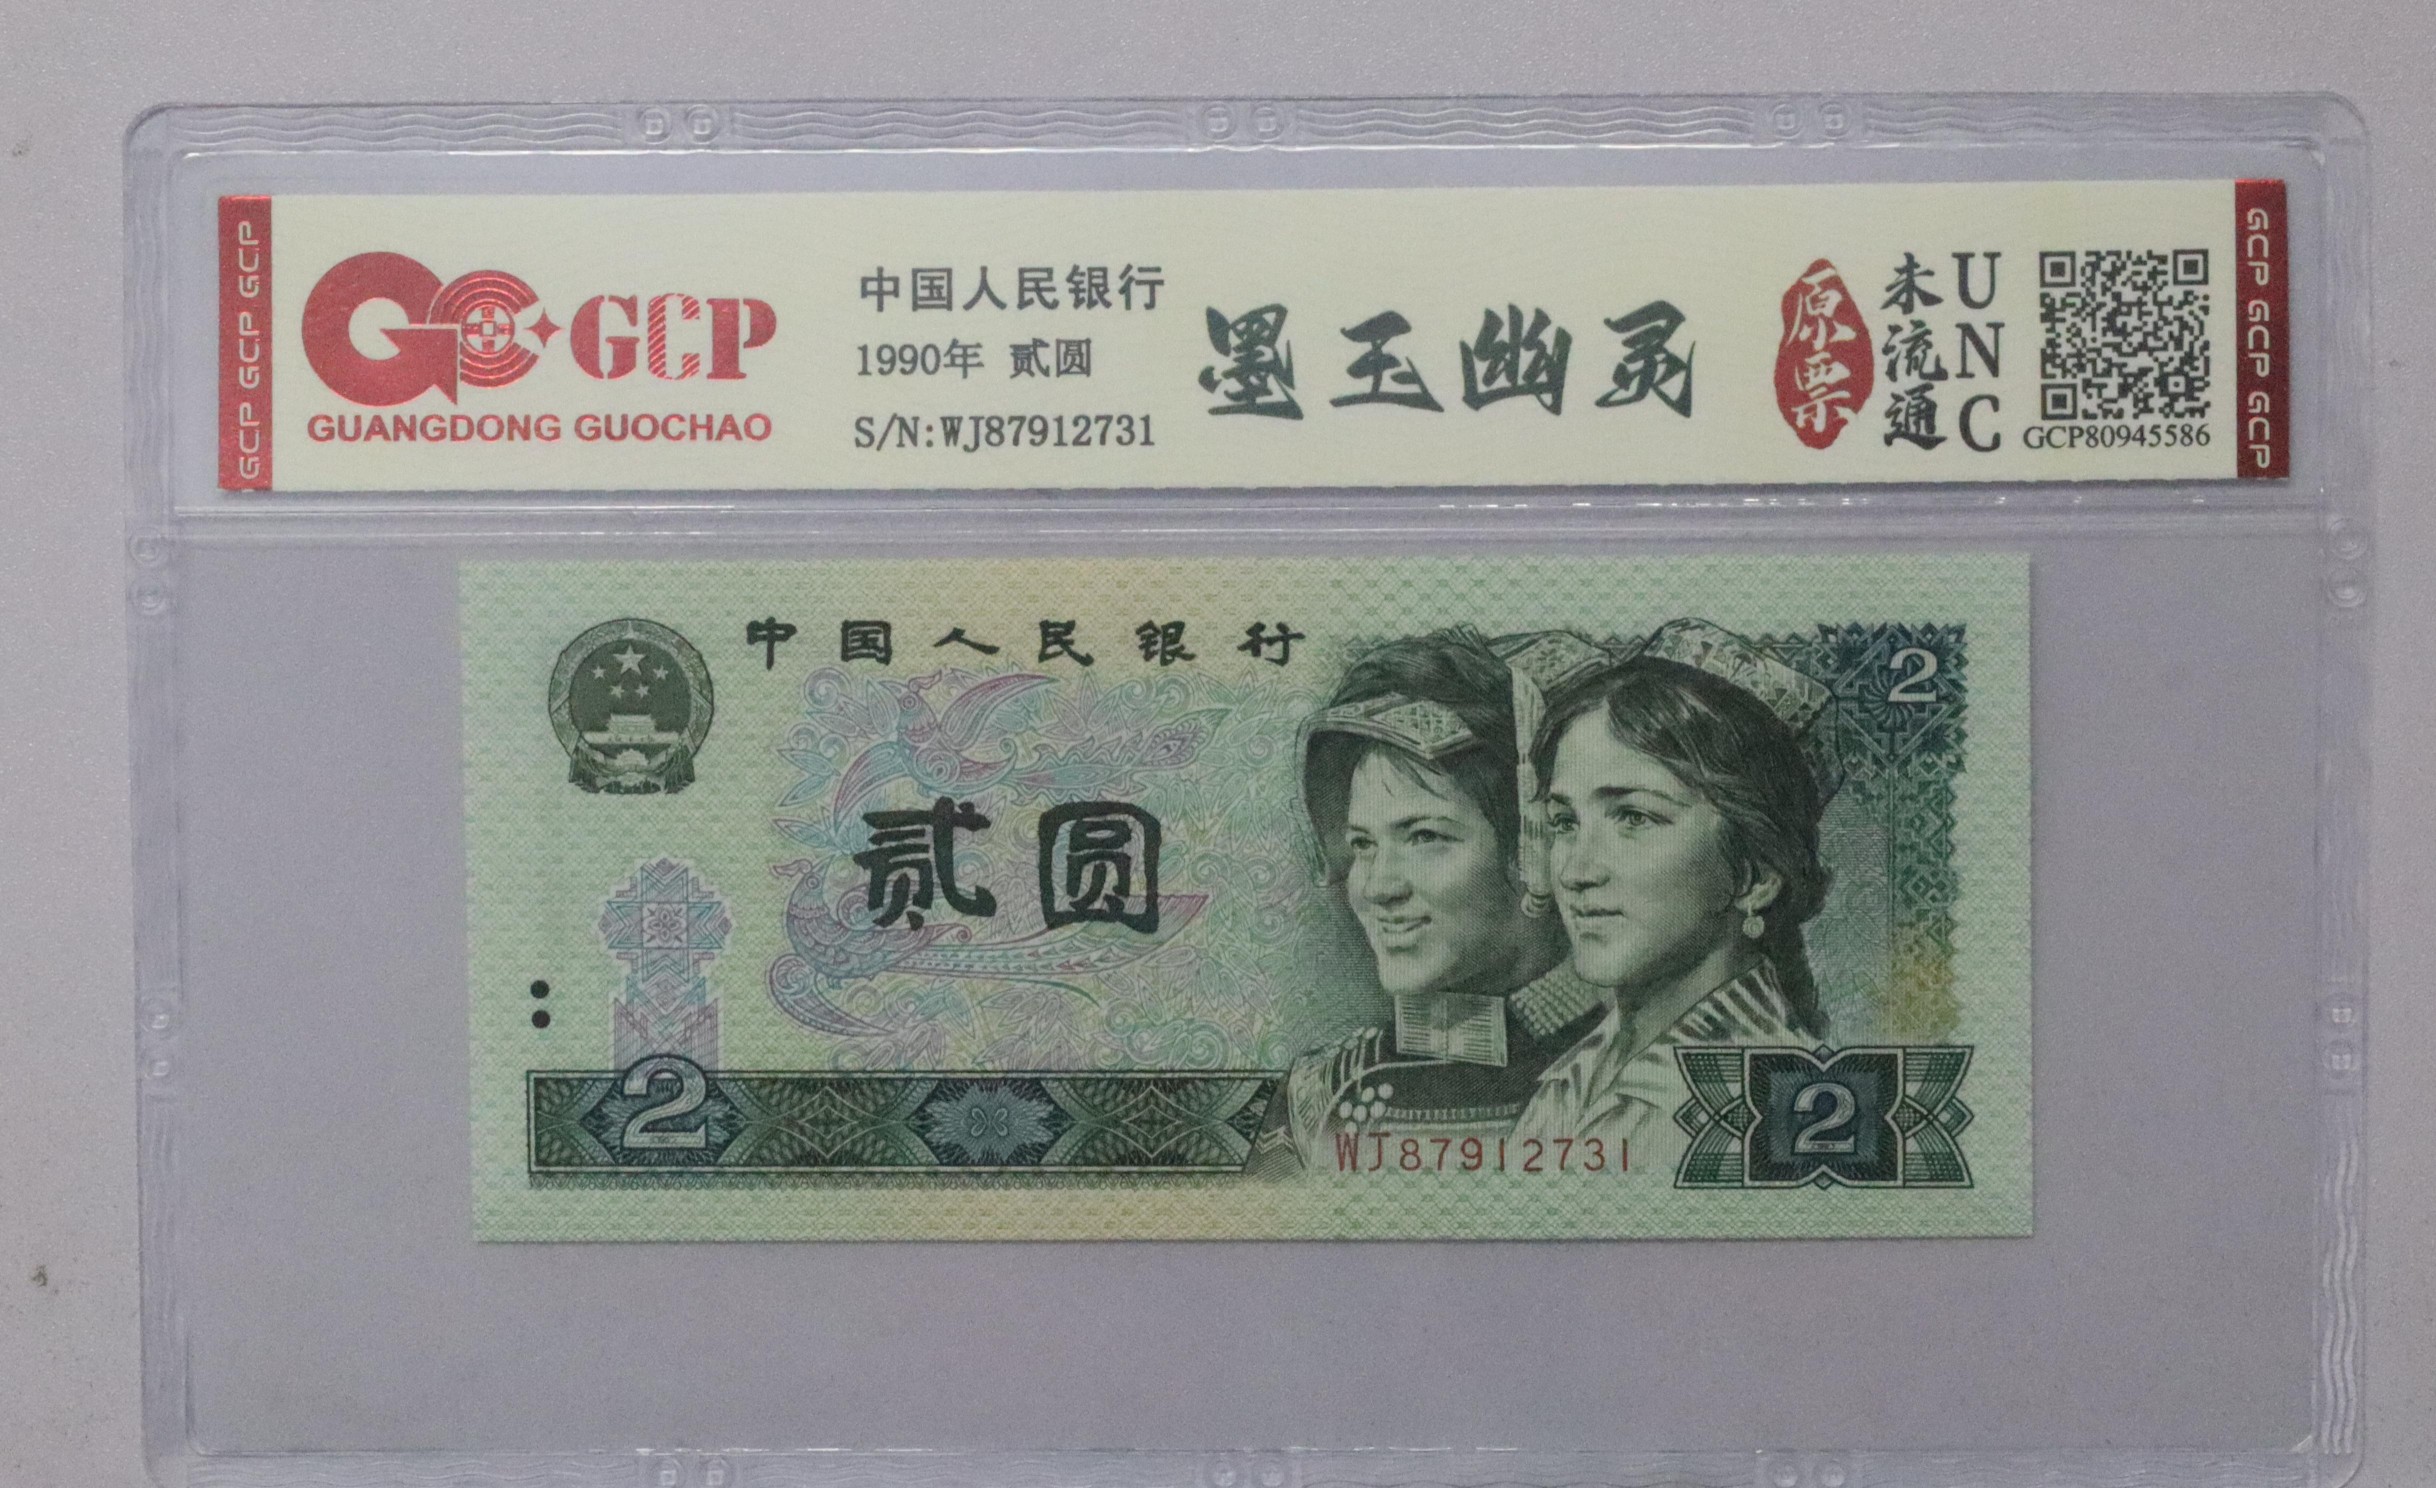 GCP GCP GCP
GCP
GUANGDONG GUOCHAO
中国人民银行
1990年 贰圆
S/N:WJ87912731
墨玉幽灵
原票
未流通
UNC
GCP80945586
GCP GCP GCP
中国人民银行
2
贰圆
2
WJ87912731
2